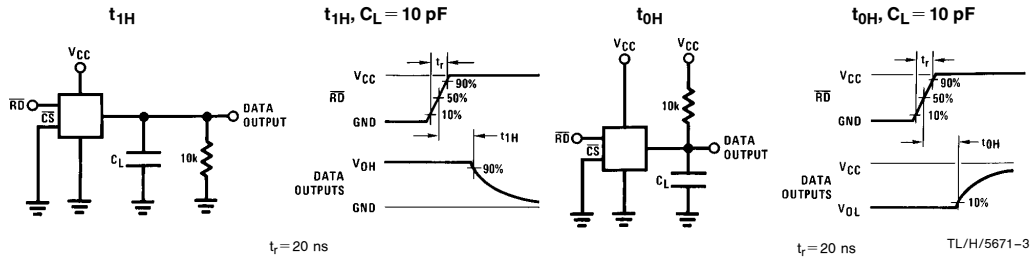 t1H
t1H, CL = 10 pF
t0H
t0H, CL = 10 pF
VCC
RD
CS
DATA
OUTPUT
CL
10k
tr
VCC
90%
RD
50%
10%
GND
t1H
VOH
90%
DATA
OUTPUTS
GND
tr = 20 ns
VCC
VCC
10k
RD
CS
DATA
OUTPUT
CL
tr
VCC
90%
RD
50%
10%
GND
t0H
VCC
DATA
OUTPUTS
10%
VOL
tr = 20 ns
TL/H/5671–3